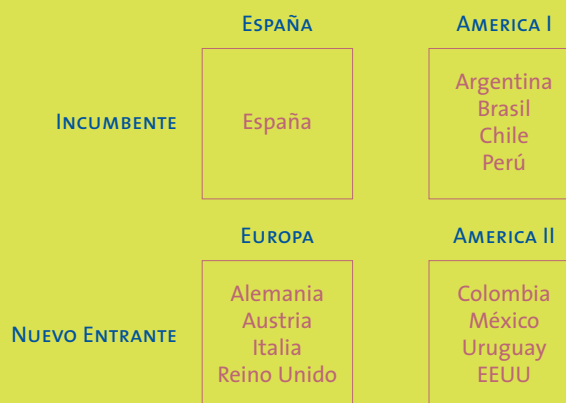 ESPAÑA
AMERICA I
INCUMBENTE
España
Argentina
Brasil
Chile
Perú
EUROPA
AMERICA II
NUEVO ENTRANTE
Alemania
Austria
Italia
Reino Unido
Colombia
México
Uruguay
EEUU